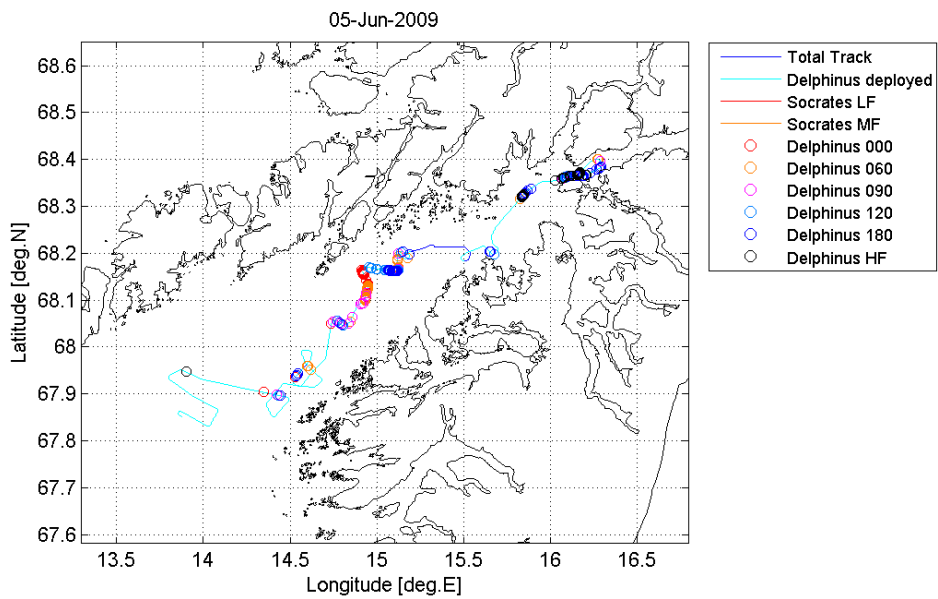 05-Jun-2009
68.6
68.5
68.4
68.3
68.2
68.1
68
67.9
67.8
67.7
67.6
Latitude [deg.N]
13.5 14 14.5 15 15.5 16 16.5
Longitude [deg.E]
Total Track
Delphinus deployed
Socrates LF
Socrates MF
Delphinus 000
Delphinus 060
Delphinus 090
Delphinus 120
Delphinus 180
Delphinus HF